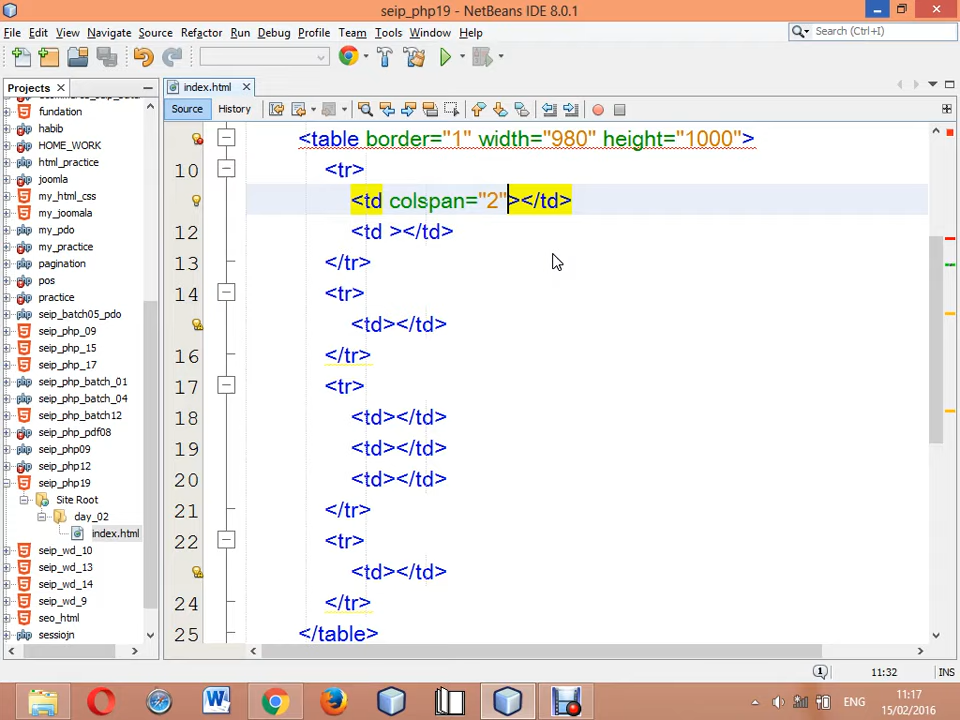 seip_php19 - NetBeans IDE 8.0.1
File Edit View Navigate Source Refactor Run Debug Profile Team Tools Window Help
Search (Ctrl+I)
Projects
index.html
Source History
fundation
habib
HOME_WORK
html_practice
joomla
my_html_css
my_joomala
my_pdo
my_practice
pagination
pos
practice
seip_batch05_pdo
seip_php_09
seip_php_15
seip_php_17
seip_php_batch_01
seip_php_batch_04
seip_php_batch12
seip_php_pdf08
seip_php09
seip_php12
seip_php19
Site Root
day_02
index.html
seip_wd_10
seip_wd_13
seip_wd_14
seip_wd_9
seo_html
sessiojn
<table border="1" width="980" height="1000">
10 <tr>
<td colspan="2"></td>
12 <td ></td>
13 </tr>
14 <tr>
<td></td>
16 </tr>
17 <tr>
18 <td></td>
19 <td></td>
20 <td></td>
21 </tr>
22 <tr>
<td></td>
24 </tr>
25 </table>
11:32 INS
ENG
11:17
15/02/2016